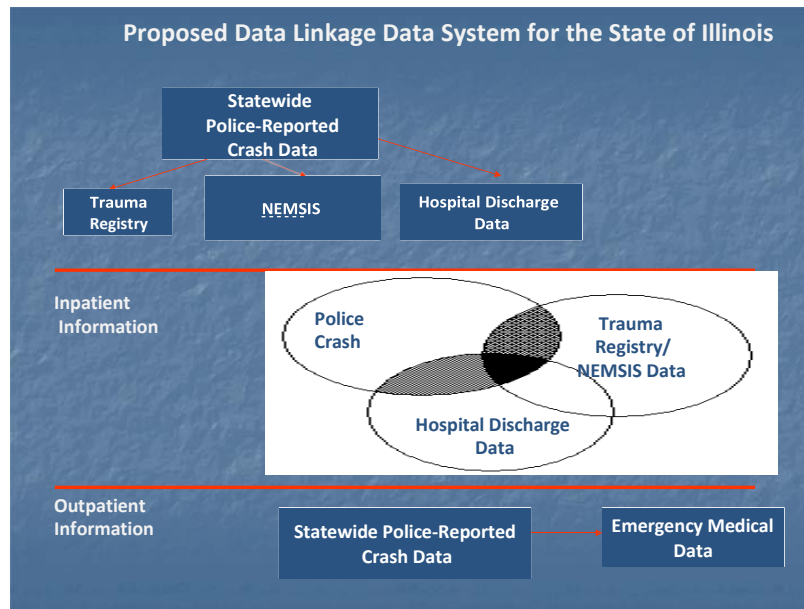 Proposed Data Linkage Data System for the State of Illinois
Statewide
Police-Reported
Crash Data
Trauma
Registry
NEMSIS
Hospital Discharge
Data
Inpatient
Information
Police
Crash
Trauma
Registry/
NEMSIS Data
Hospital Discharge
Data
Outpatient
Information
Statewide Police-Reported
Crash Data
Emergency Medical
Data